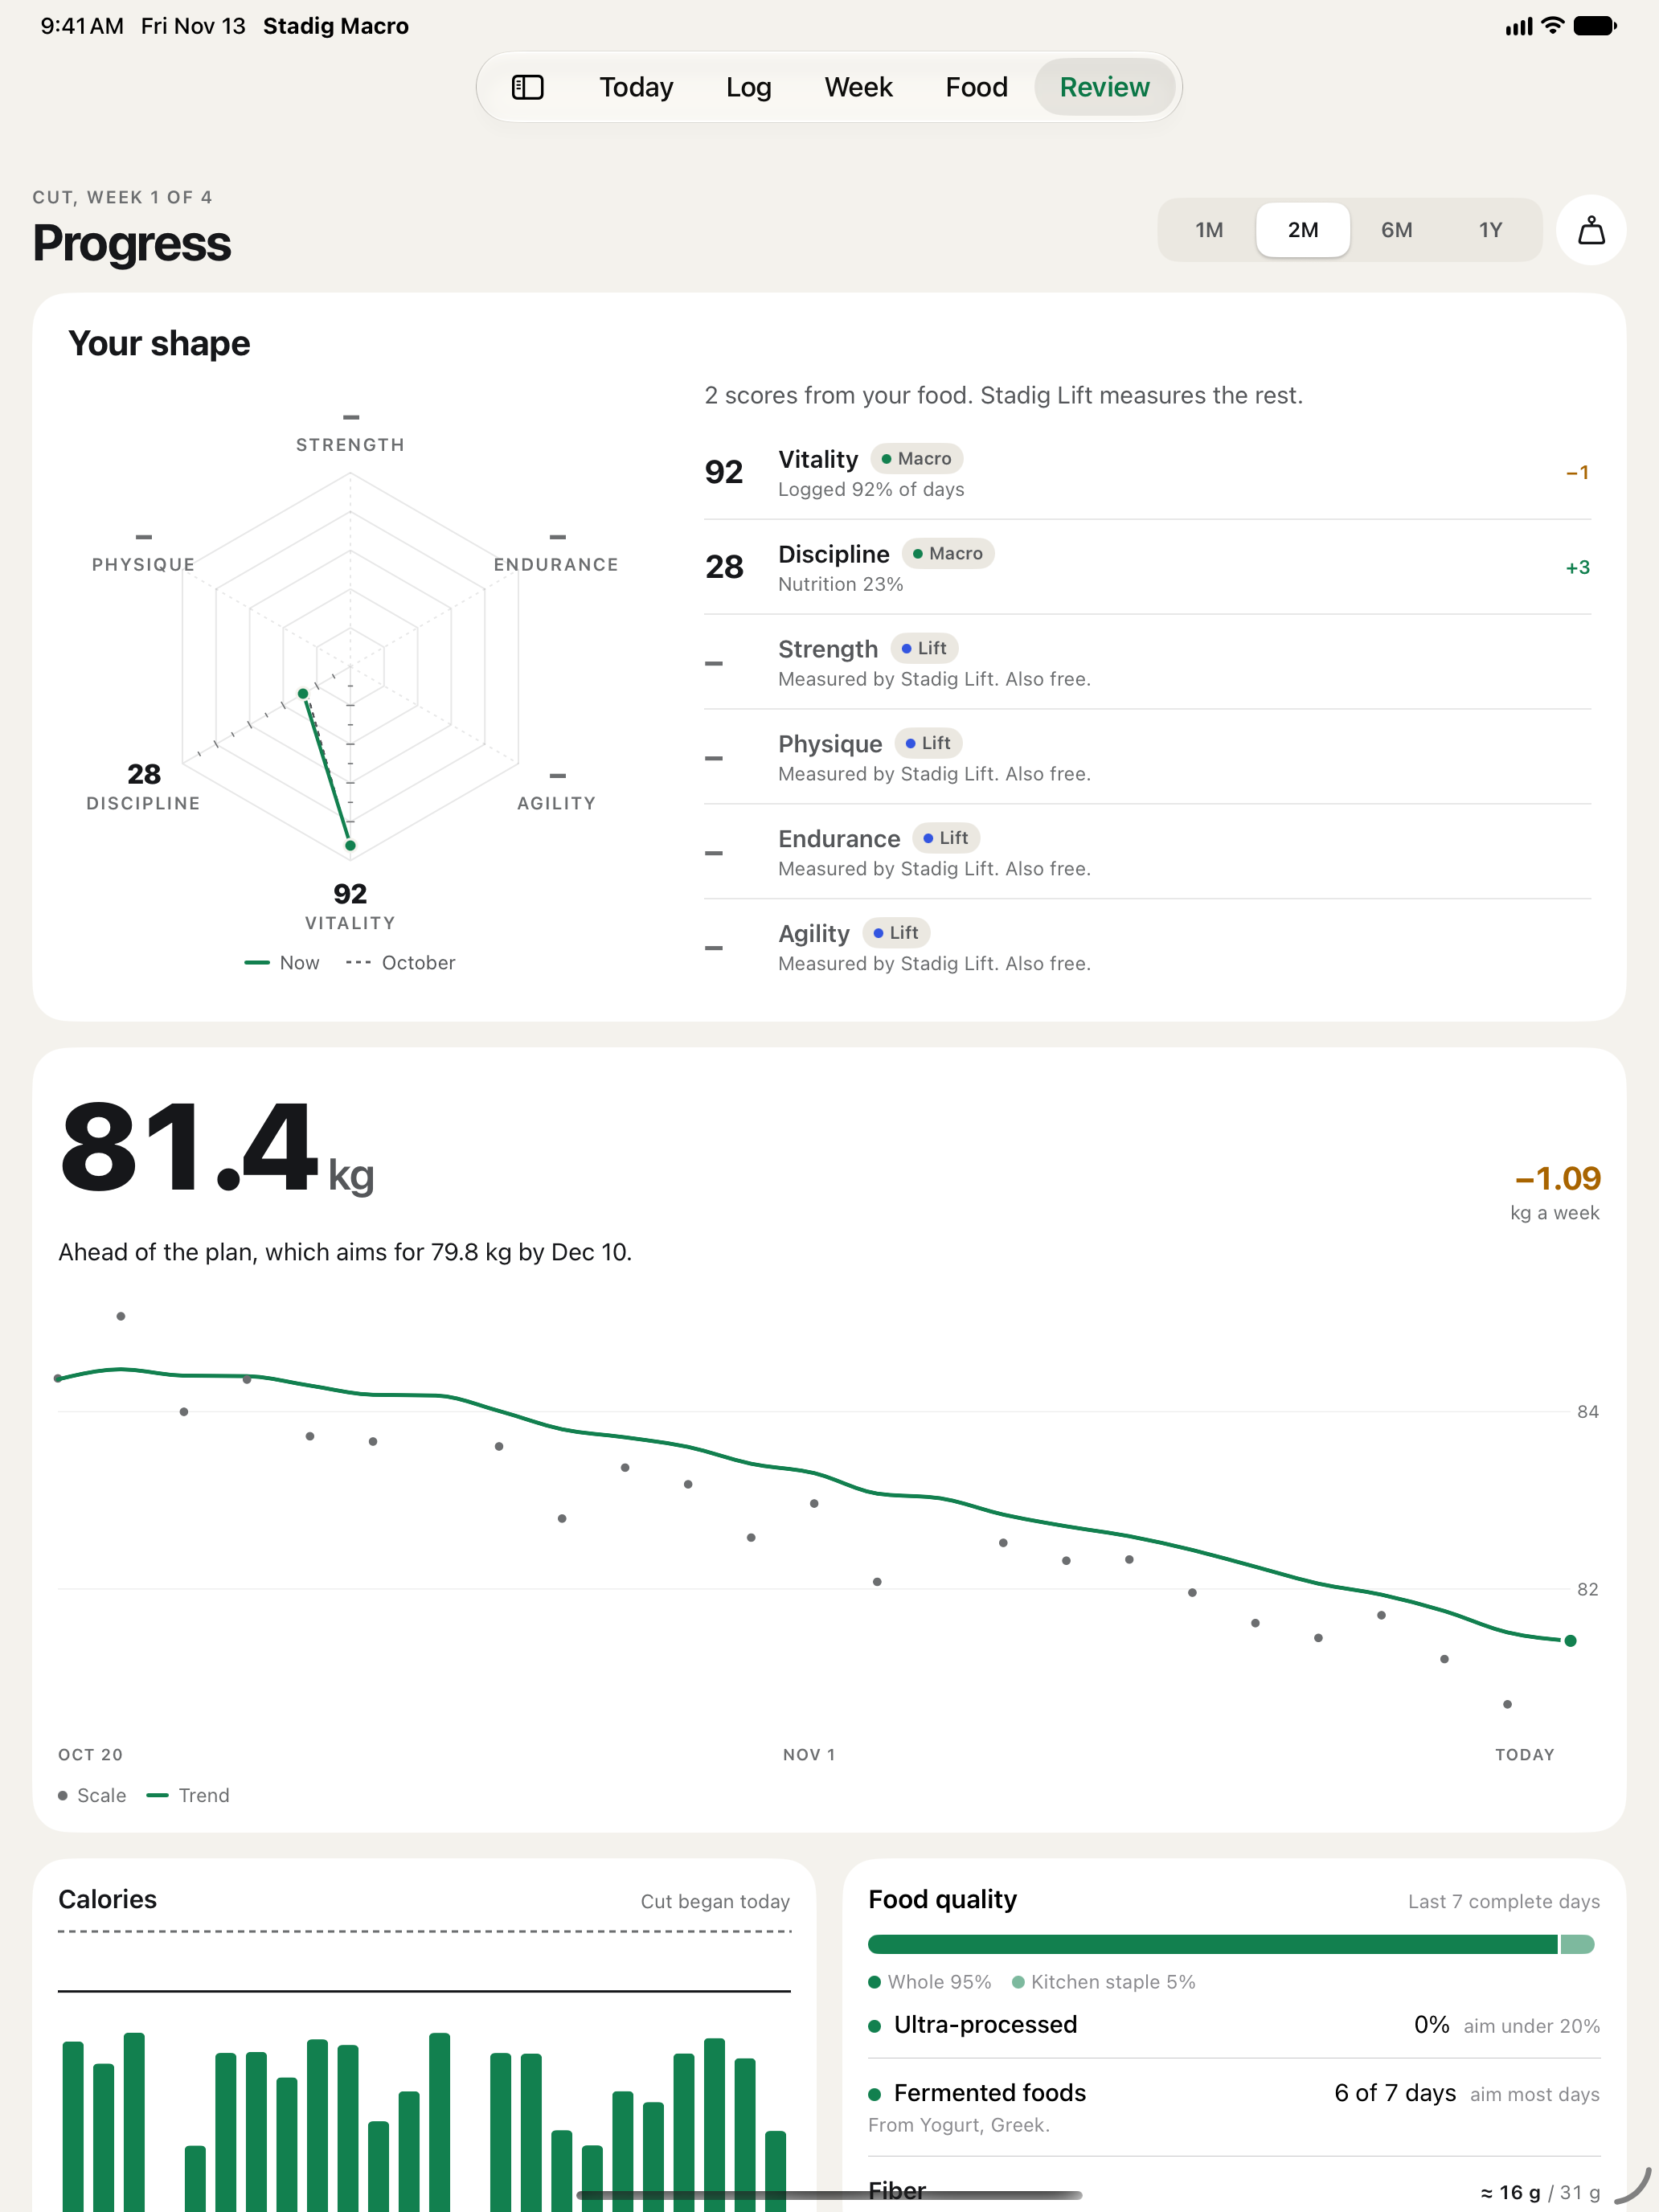 9:41 AM Fri Nov 13 Stadig Macro
Today Log Week Food Review
CUT, WEEK 1 OF 4
Progress
1M 2M 6M 1Y
Your shape
–
STRENGTH
–
PHYSIQUE
–
ENDURANCE
28
DISCIPLINE
–
AGILITY
92
VITALITY
Now October
2 scores from your food. Stadig Lift measures the rest.
92 Vitality Macro −1
Logged 92% of days
28 Discipline Macro +3
Nutrition 23%
– Strength Lift
Measured by Stadig Lift. Also free.
– Physique Lift
Measured by Stadig Lift. Also free.
– Endurance Lift
Measured by Stadig Lift. Also free.
– Agility Lift
Measured by Stadig Lift. Also free.
81.4 kg
−1.09
kg a week
Ahead of the plan, which aims for 79.8 kg by Dec 10.
84
82
OCT 20 NOV 1 TODAY
Scale Trend
Calories Cut began today
Food quality Last 7 complete days
Whole 95% Kitchen staple 5%
Ultra-processed 0% aim under 20%
Fermented foods 6 of 7 days aim most days
From Yogurt, Greek.
Fiber ≈ 16 g / 31 g